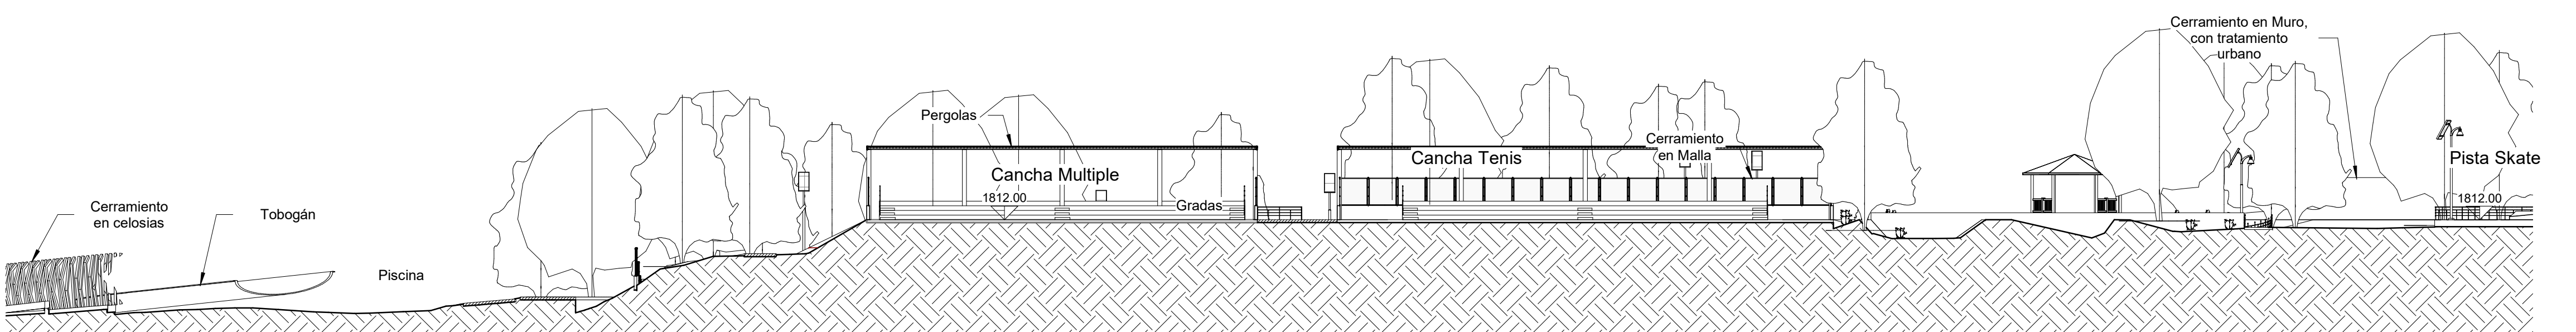 Cerramiento
en celosias
Tobogán
Piscina
Pergolas
Cancha Multiple
1812.00
Gradas
Cancha Tenis
Cerramiento
en Malla
Cerramiento en Muro,
con tratamiento
urbano
Pista Skate
1812.00